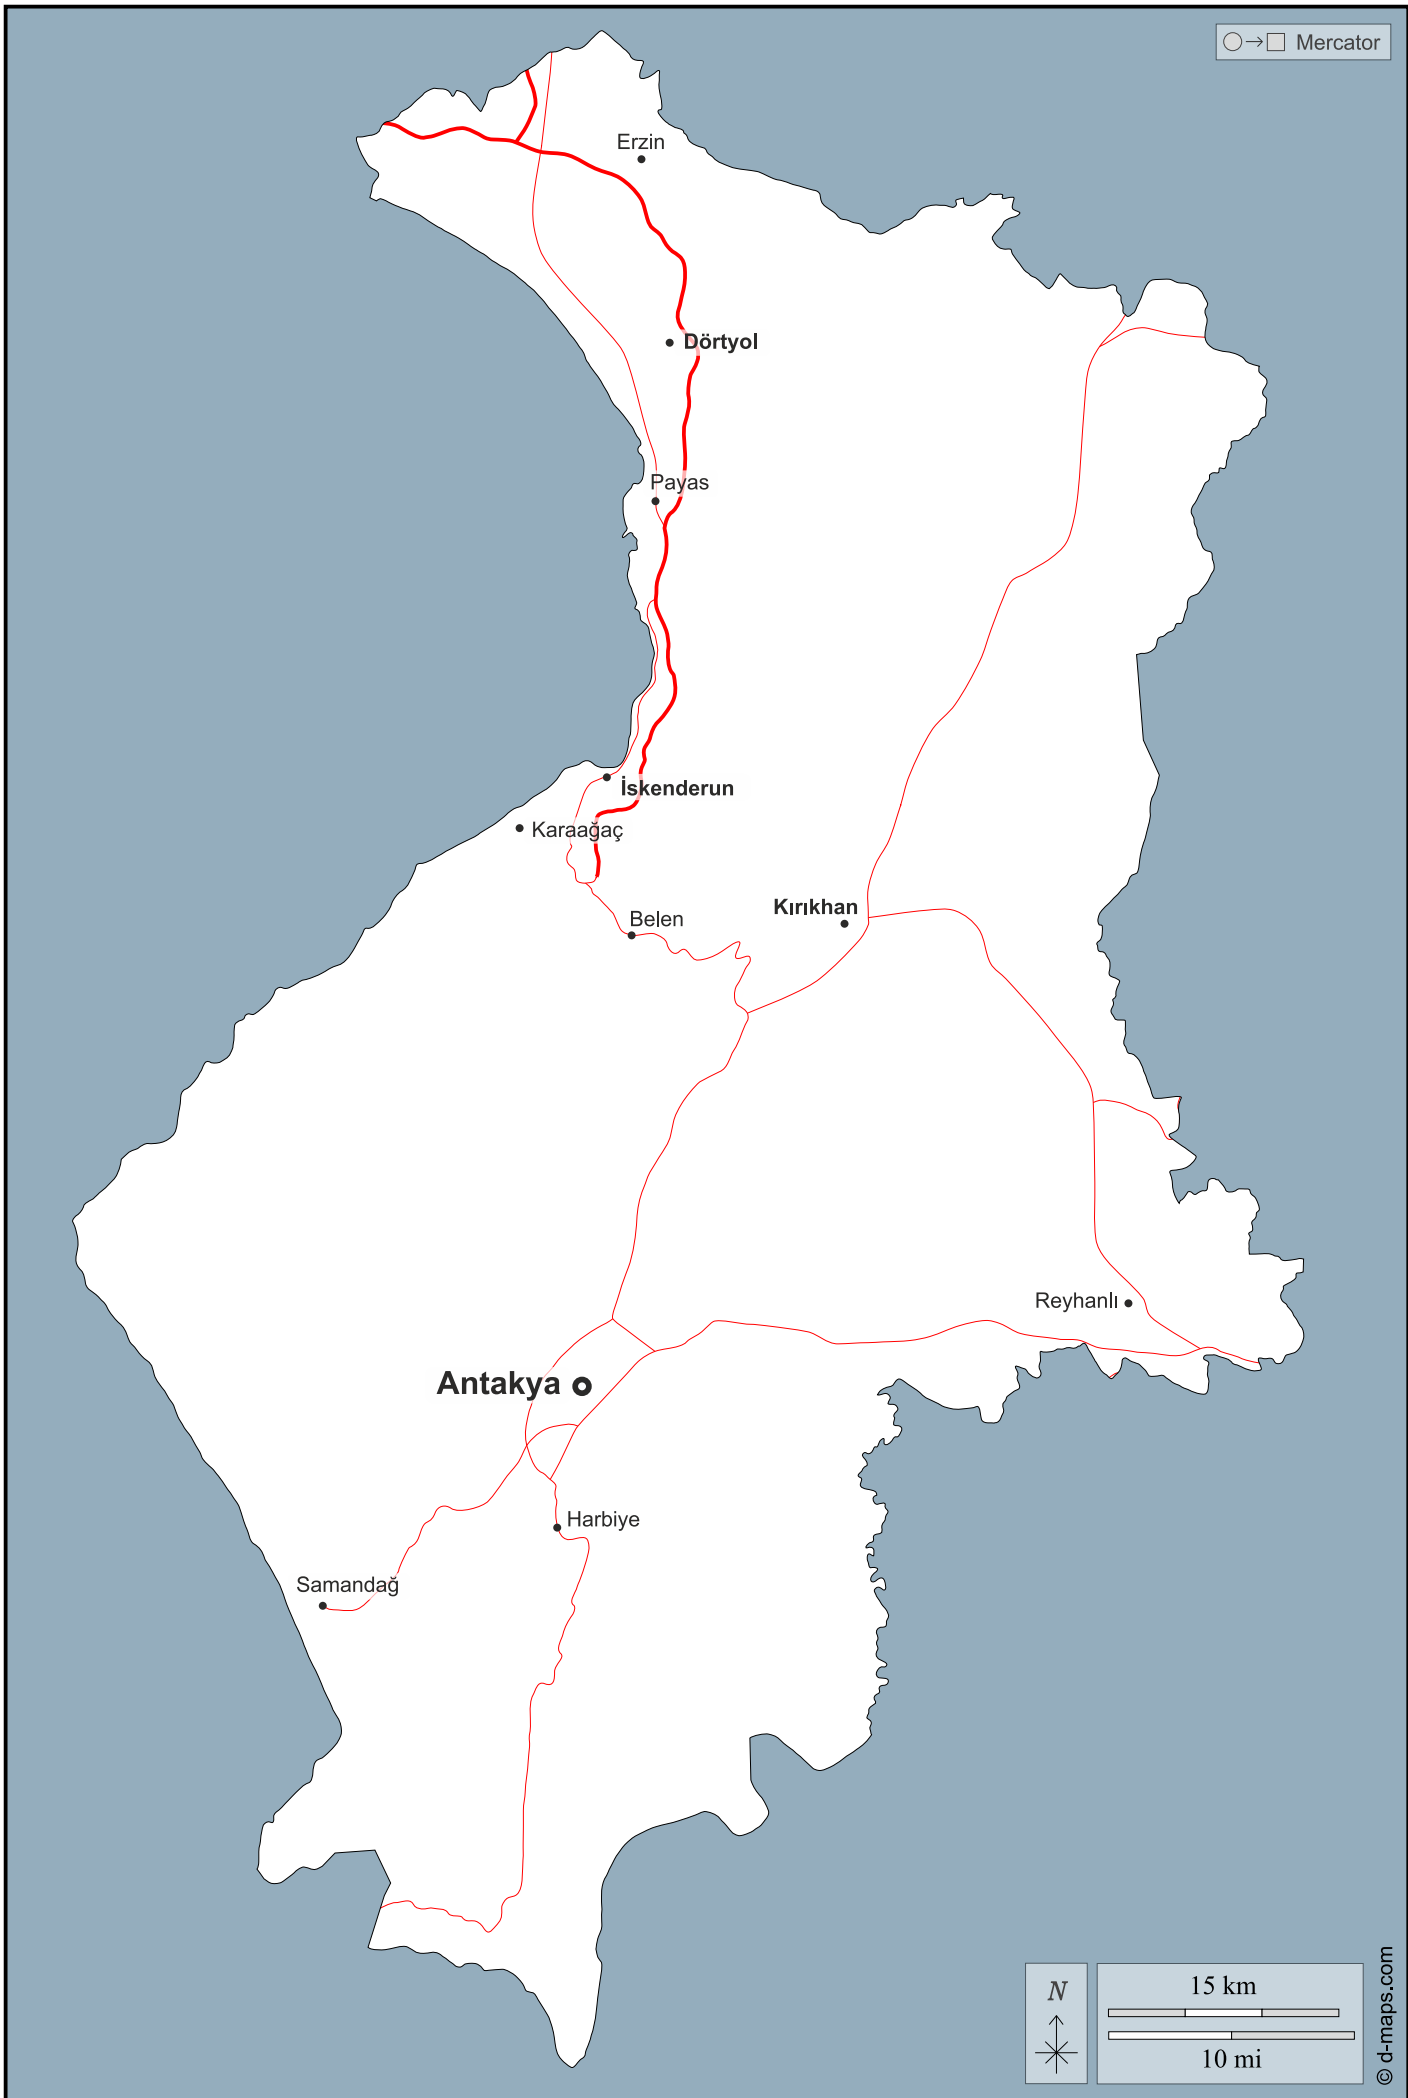 Mercator
Erzin
Dörtyol
Payas
İskenderun
Karaağaç
Kırıkhan
Belen
Reyhanlı
Antakya
Harbiye
Samandağ
N
15 km
10 mi
© d-maps.com